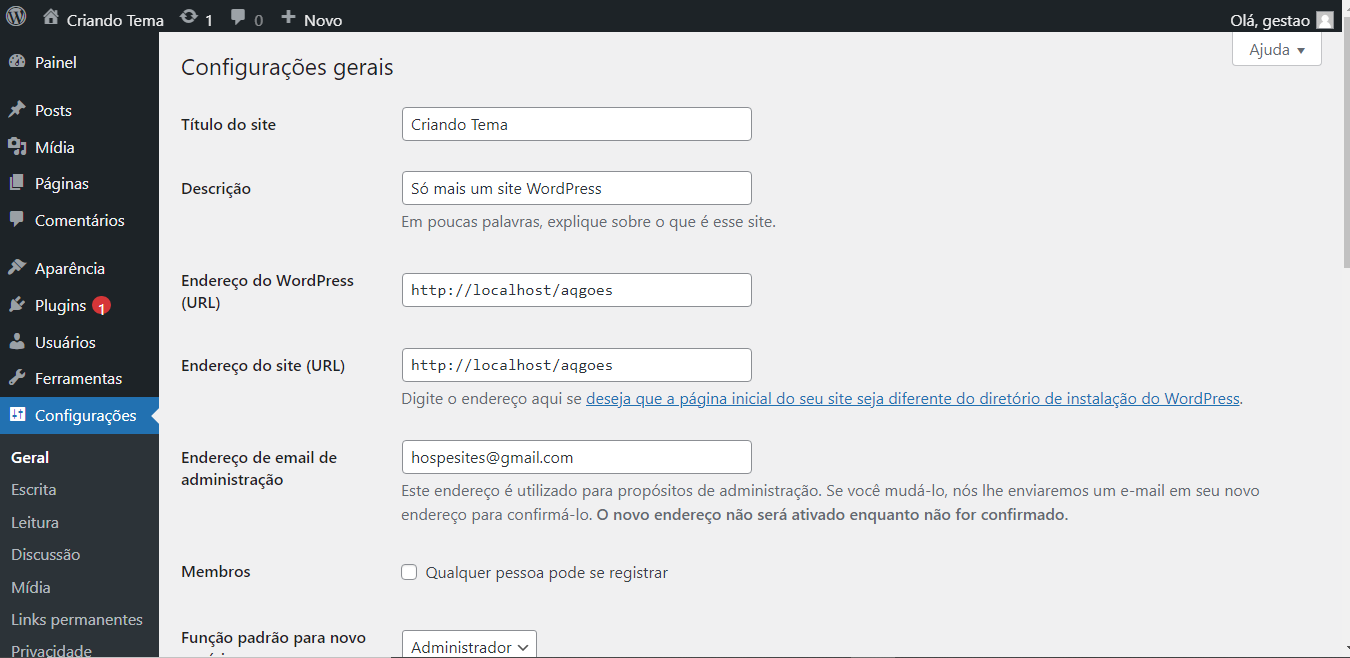 Criando Tema 1 0 Novo Olá, gestao
Ajuda
Painel
Posts
Mídia
Páginas
Comentários
Aparência
Plugins 1
Usuários
Ferramentas
Configurações
Geral
Escrita
Leitura
Discussão
Mídia
Links permanentes
Privacidade
Configurações gerais
Título do site
Criando Tema
Descrição
Só mais um site WordPress
Em poucas palavras, explique sobre o que é esse site.
Endereço do WordPress
(URL)
http://localhost/aqgoes
Endereço do site (URL)
http://localhost/aqgoes
Digite o endereço aqui se deseja que a página inicial do seu site seja diferente do diretório de instalação do WordPress.
Endereço de email de
administração
hospesites@gmail.com
Este endereço é utilizado para propósitos de administração. Se você mudá-lo, nós lhe enviaremos um e-mail em seu novo
endereço para confirmá-lo. O novo endereço não será ativado enquanto não for confirmado.
Membros
Qualquer pessoa pode se registrar
Função padrão para novo
Administrador